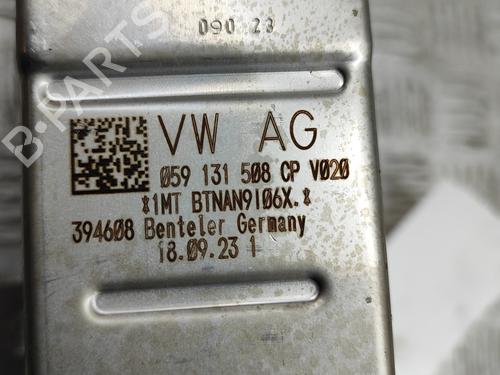 090 23
VW AG
059 131 508 CP V020
*1MT BTNAN9106X.*
394608 Benteler Germany
18.09.23 1
B-PARTS